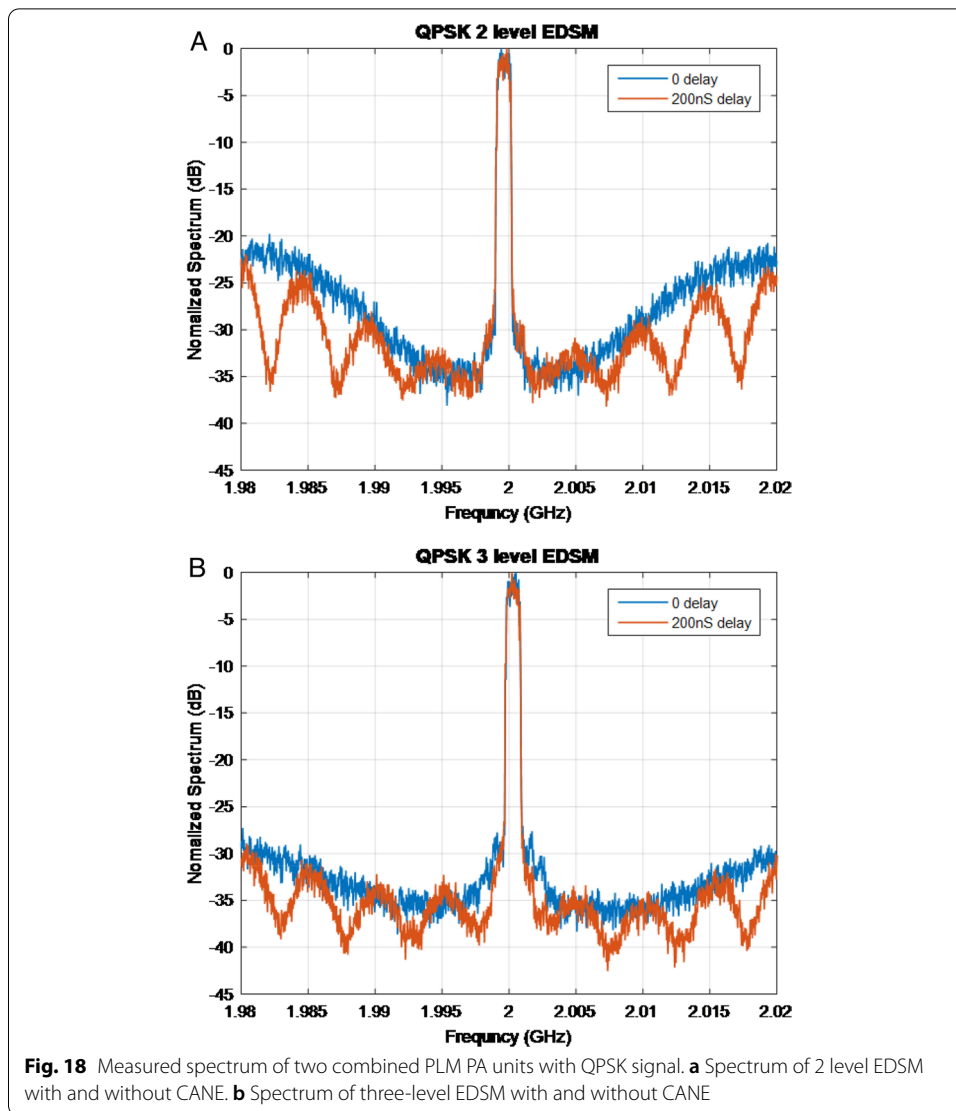 A
QPSK 2 level EDSM
0 delay
200nS delay
Nomalized Spectrum (dB)
0
-5
-10
-15
-20
-25
-30
-35
-40
-45
1.98 1.985 1.99 1.995 2 2.005 2.01 2.015 2.02
Frequncy (GHz)
B
QPSK 3 level EDSM
0 delay
200nS delay
Nomalized Spectrum (dB)
0
-5
-10
-15
-20
-25
-30
-35
-40
-45
1.98 1.985 1.99 1.995 2 2.005 2.01 2.015 2.02
Frequncy (GHz)
Fig. 18 Measured spectrum of two combined PLM PA units with QPSK signal. a Spectrum of 2 level EDSM
with and without CANE. b Spectrum of three-level EDSM with and without CANE